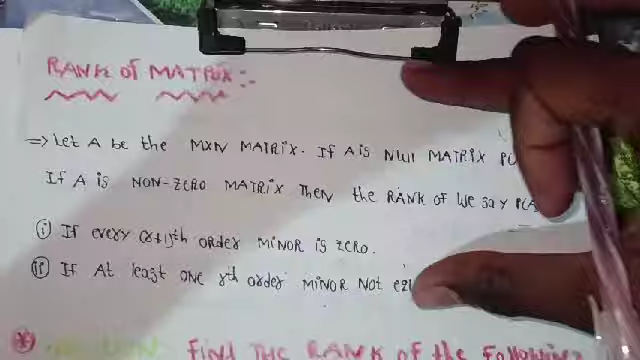 RANK of MATRIX:-
=> Let A be the MXN MATRIX. If A is Null MATRIX
If A is NON-ZERO MATRIX THEN the RANK of We say
(i) If every (r+1)th ORDER MINOR is zERO.
(ii) If At least ONE rth order MINOR Not
FIND THE RANK of the Following